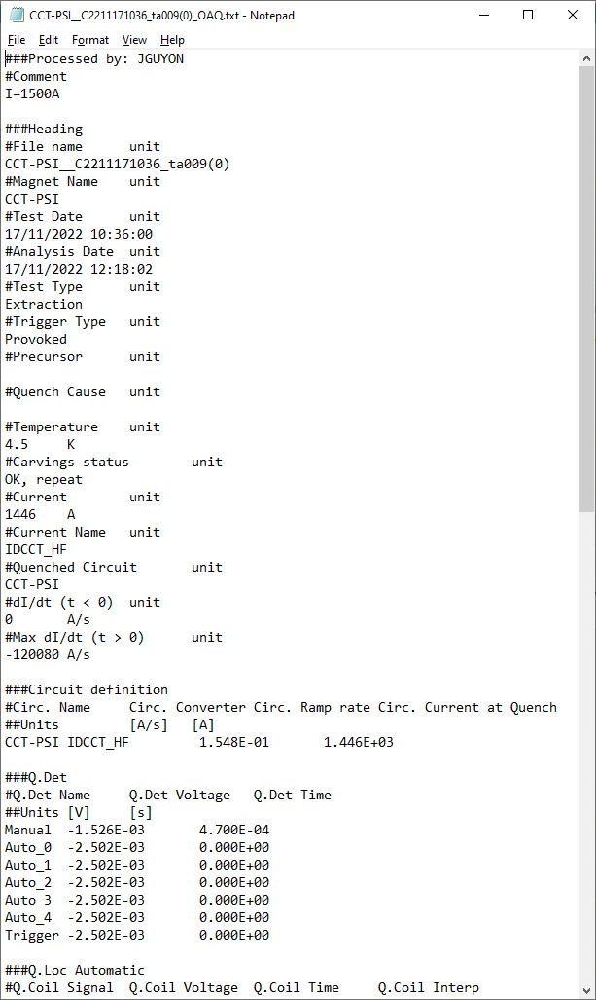 CCT-PSI__C2211171036_ta009(0)_OAQ.txt - Notepad
File Edit Format View Help
###Processed by: JGUYON
#Comment
I=1500A

###Heading
#File name unit
CCT-PSI__C2211171036_ta009(0)
#Magnet Name unit
CCT-PSI
#Test Date unit
17/11/2022 10:36:00
#Analysis Date unit
17/11/2022 12:18:02
#Test Type unit
Extraction
#Trigger Type unit
Provoked
#Precursor unit

#Quench Cause unit

#Temperature unit
4.5 K
#Carvings status unit
OK, repeat
#Current unit
1446 A
#Current Name unit
IDCCT_HF
#Quenched Circuit unit
CCT-PSI
#dI/dt (t < 0) unit
0 A/s
#Max dI/dt (t > 0) unit
-120080 A/s

###Circuit definition
#Circ. Name Circ. Converter Circ. Ramp rate Circ. Current at Quench
##Units [A/s] [A]
CCT-PSI IDCCT_HF 1.548E-01 1.446E+03

###Q.Det
#Q.Det Name Q.Det Voltage Q.Det Time
##Units [V] [s]
Manual -1.526E-03 4.700E-04
Auto_0 -2.502E-03 0.000E+00
Auto_1 -2.502E-03 0.000E+00
Auto_2 -2.502E-03 0.000E+00
Auto_3 -2.502E-03 0.000E+00
Auto_4 -2.502E-03 0.000E+00
Trigger -2.502E-03 0.000E+00

###Q.Loc Automatic
#Q.Coil Signal Q.Coil Voltage Q.Coil Time Q.Coil Interp